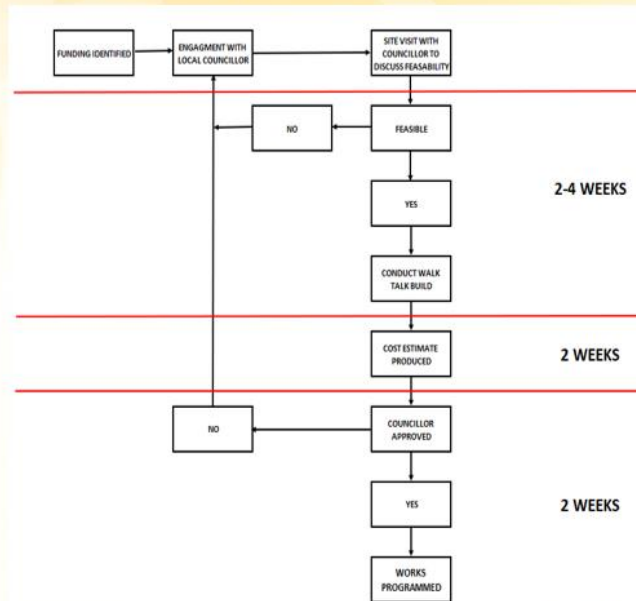 FUNDING IDENTIFIED
ENGAGMENT WITH
LOCAL COUNCILLOR
SITE VISIT WITH
COUNCILLOR TO
DISCUSS FEASABILITY
NO
FEASIBLE
2-4 WEEKS
YES
CONDUCT WALK
TALK BUILD
COST ESTIMATE
PRODUCED
2 WEEKS
NO
COUNCILLOR
APPROVED
YES
2 WEEKS
WORKS
PROGRAMMED